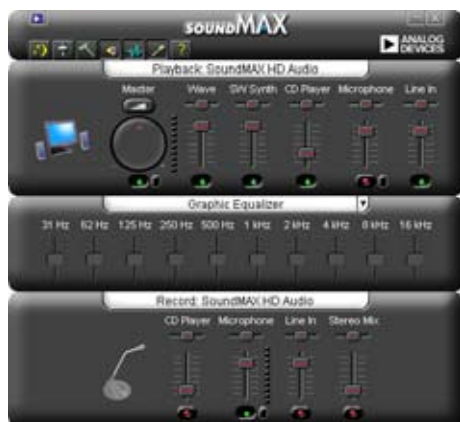 SOUNDMAX
ANALOG
DEVICES
Playback: SoundMAX HD Audio
Master Wave SW Synth CD Player Microphone Line In
Graphic Equalizer
31 Hz 62 Hz 125 Hz 250 Hz 500 Hz 1 kHz 2 kHz 4 kHz 8 kHz 16 kHz
Record: SoundMAX HD Audio
CD Player Microphone Line In Stereo Mix